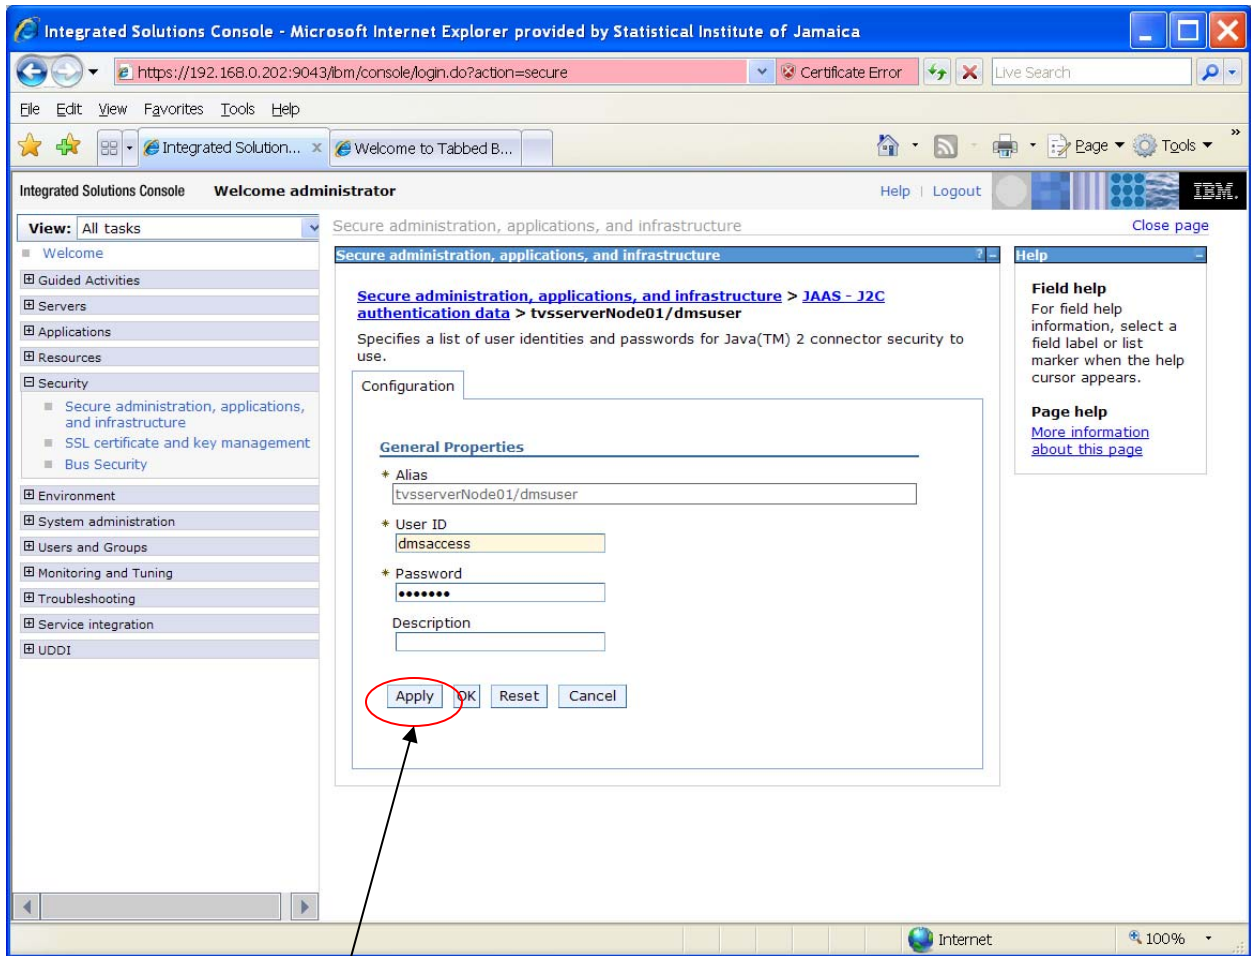 Integrated Solutions Console - Microsoft Internet Explorer provided by Statistical Institute of Jamaica
https://192.168.0.202:9043/ibm/console/login.do?action=secure
Certificate Error
Live Search
File Edit View Favorites Tools Help
Integrated Solution...
Welcome to Tabbed B...
Page
Tools
»
Integrated Solutions Console Welcome administrator
Help | Logout
IBM.
View: All tasks
Welcome
Guided Activities
Servers
Applications
Resources
Security
Secure administration, applications,
and infrastructure
SSL certificate and key management
Bus Security
Environment
System administration
Users and Groups
Monitoring and Tuning
Troubleshooting
Service integration
UDDI
Secure administration, applications, and infrastructure
Close page
Secure administration, applications, and infrastructure
? -
Secure administration, applications, and infrastructure > JAAS - J2C
authentication data > tvsserverNode01/dmsuser
Specifies a list of user identities and passwords for Java(TM) 2 connector security to
use.
Configuration
General Properties
* Alias
tvsserverNode01/dmsuser
* User ID
dmsaccess
* Password
•••••••
Description
Apply OK Reset Cancel
Help -
Field help
For field help
information, select a
field label or list
marker when the help
cursor appears.
Page help
More information
about this page
Internet
100%